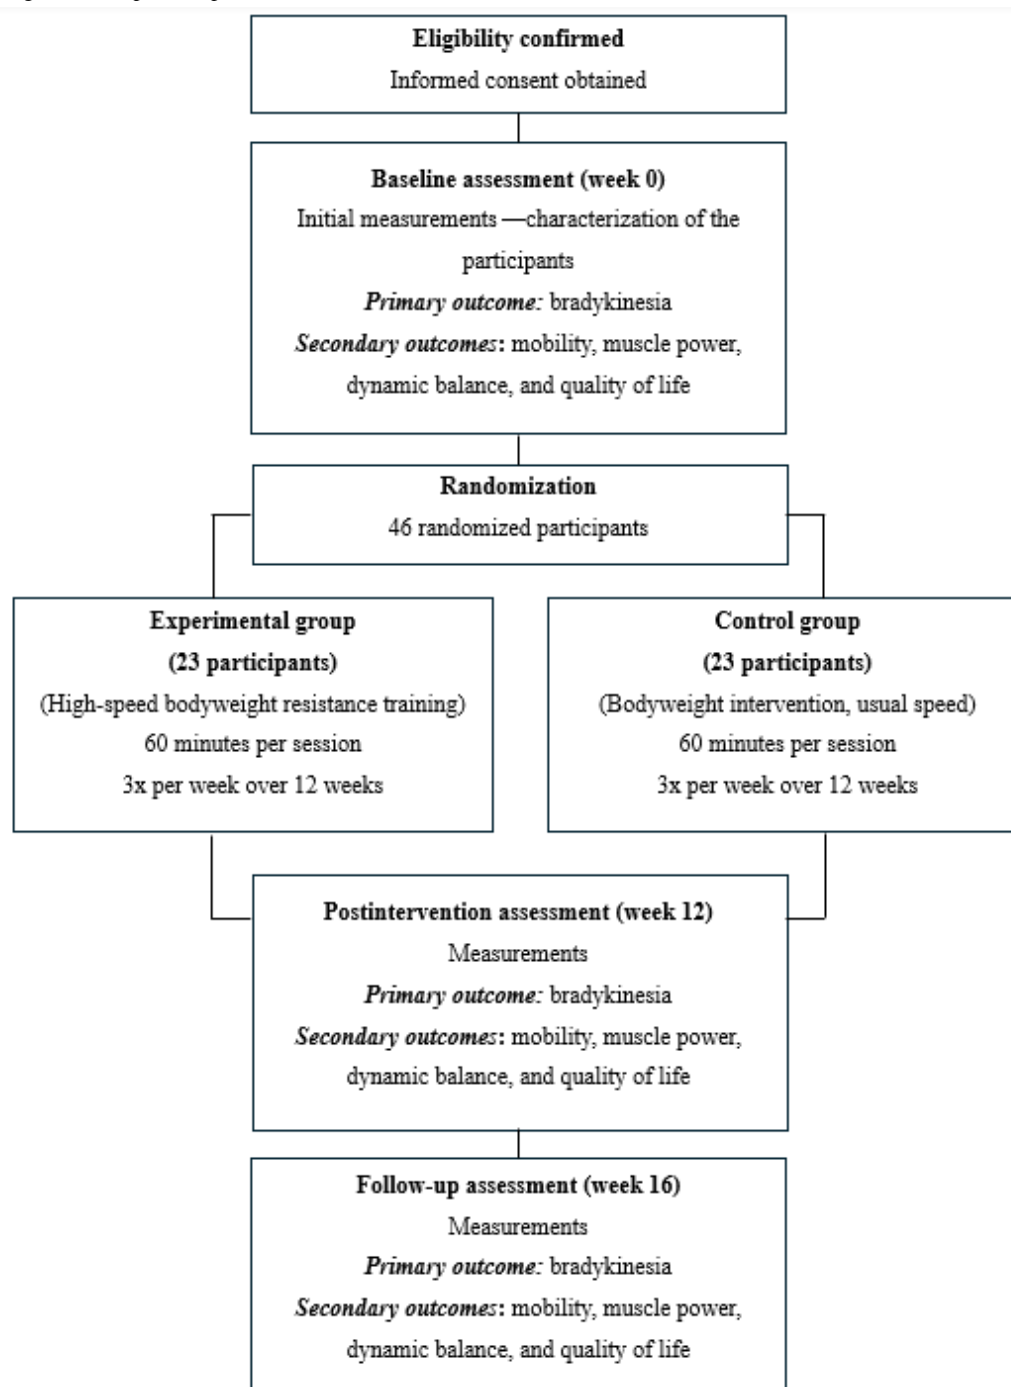 Eligibility confirmed
Informed consent obtained
Baseline assessment (week 0)
Initial measurements —characterization of the
participants
Primary outcome: bradykinesia
Secondary outcomes: mobility, muscle power,
dynamic balance, and quality of life
Randomization
46 randomized participants
Experimental group
(23 participants)
(High-speed bodyweight resistance training)
60 minutes per session
3x per week over 12 weeks
Control group
(23 participants)
(Bodyweight intervention, usual speed)
60 minutes per session
3x per week over 12 weeks
Postintervention assessment (week 12)
Measurements
Primary outcome: bradykinesia
Secondary outcomes: mobility, muscle power,
dynamic balance, and quality of life
Follow-up assessment (week 16)
Measurements
Primary outcome: bradykinesia
Secondary outcomes: mobility, muscle power,
dynamic balance, and quality of life